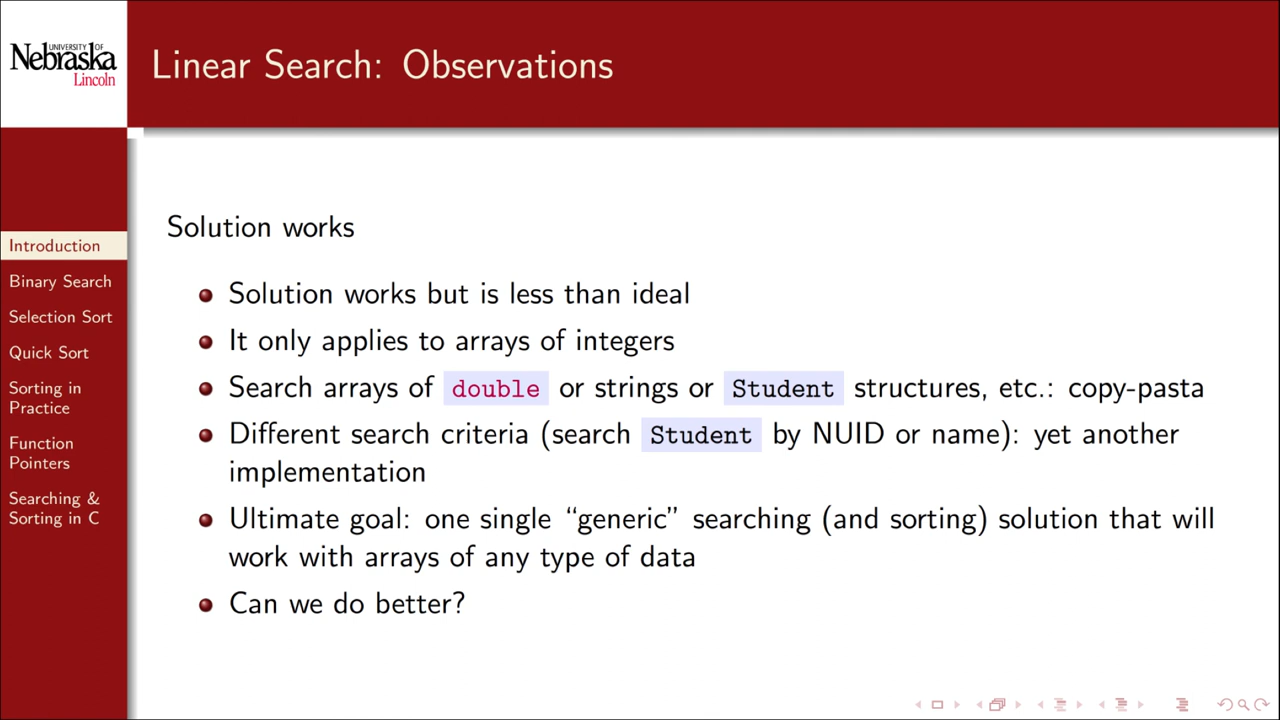 UNIVERSITY OF
Nebraska
Lincoln
Linear Search: Observations
Introduction
Binary Search
Selection Sort
Quick Sort
Sorting in
Practice
Function
Pointers
Searching &
Sorting in C
Solution works
Solution works but is less than ideal
It only applies to arrays of integers
Search arrays of double or strings or Student structures, etc.: copy-pasta
Different search criteria (search Student by NUID or name): yet another
implementation
Ultimate goal: one single “generic” searching (and sorting) solution that will
work with arrays of any type of data
Can we do better?